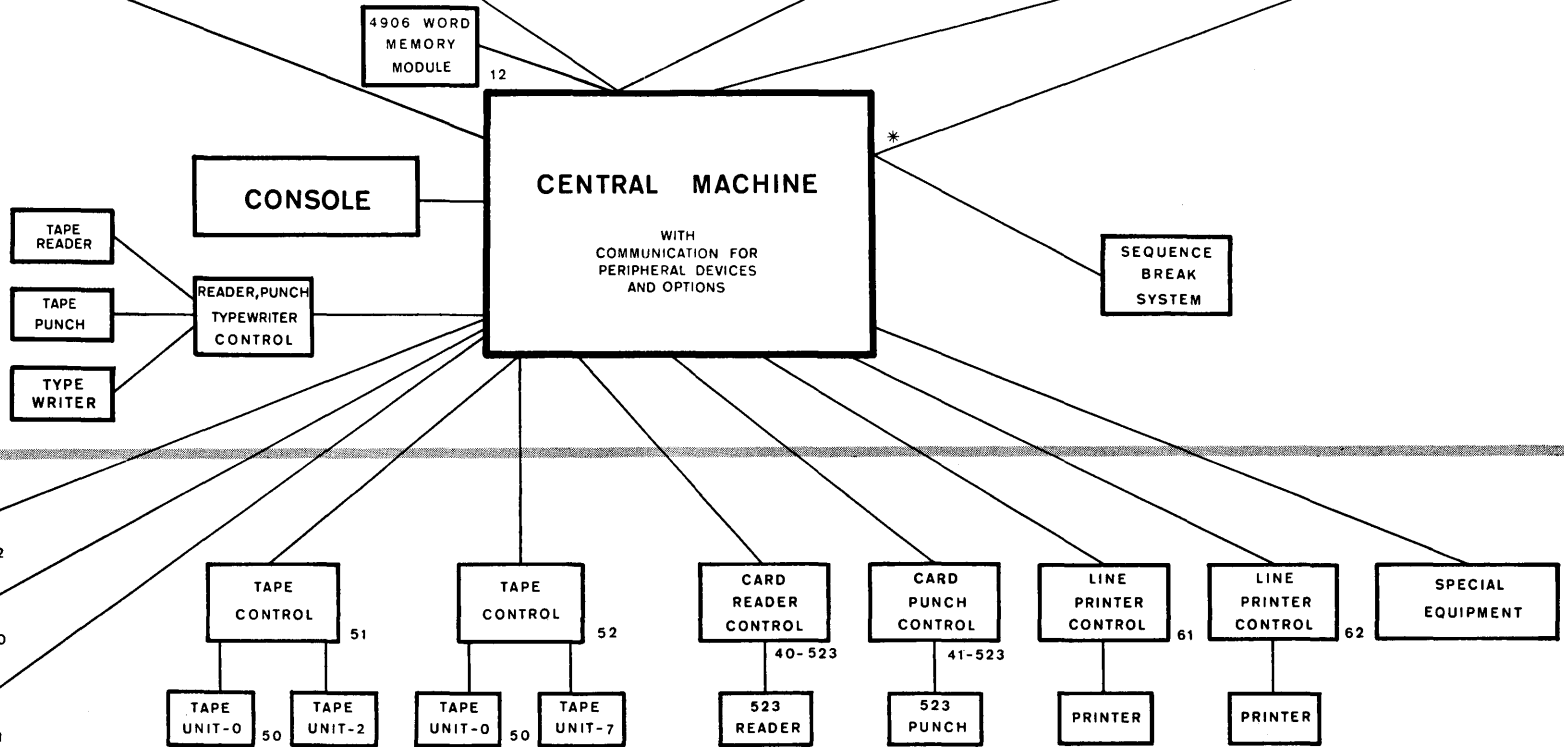 4906 WORD
MEMORY
MODULE
12
CENTRAL MACHINE
WITH
COMMUNICATION FOR
PERIPHERAL DEVICES
AND OPTIONS
*
CONSOLE
TAPE
READER
TAPE
PUNCH
TYPE
WRITER
READER, PUNCH
TYPEWRITER
CONTROL
SEQUENCE
BREAK
SYSTEM
2
0
TAPE
CONTROL
51
TAPE
CONTROL
52
CARD
READER
CONTROL
40-523
CARD
PUNCH
CONTROL
41-523
LINE
PRINTER
CONTROL
61
LINE
PRINTER
CONTROL
62
SPECIAL
EQUIPMENT
TAPE
UNIT-0
50
TAPE
UNIT-2
TAPE
UNIT-0
50
TAPE
UNIT-7
523
READER
523
PUNCH
PRINTER
PRINTER